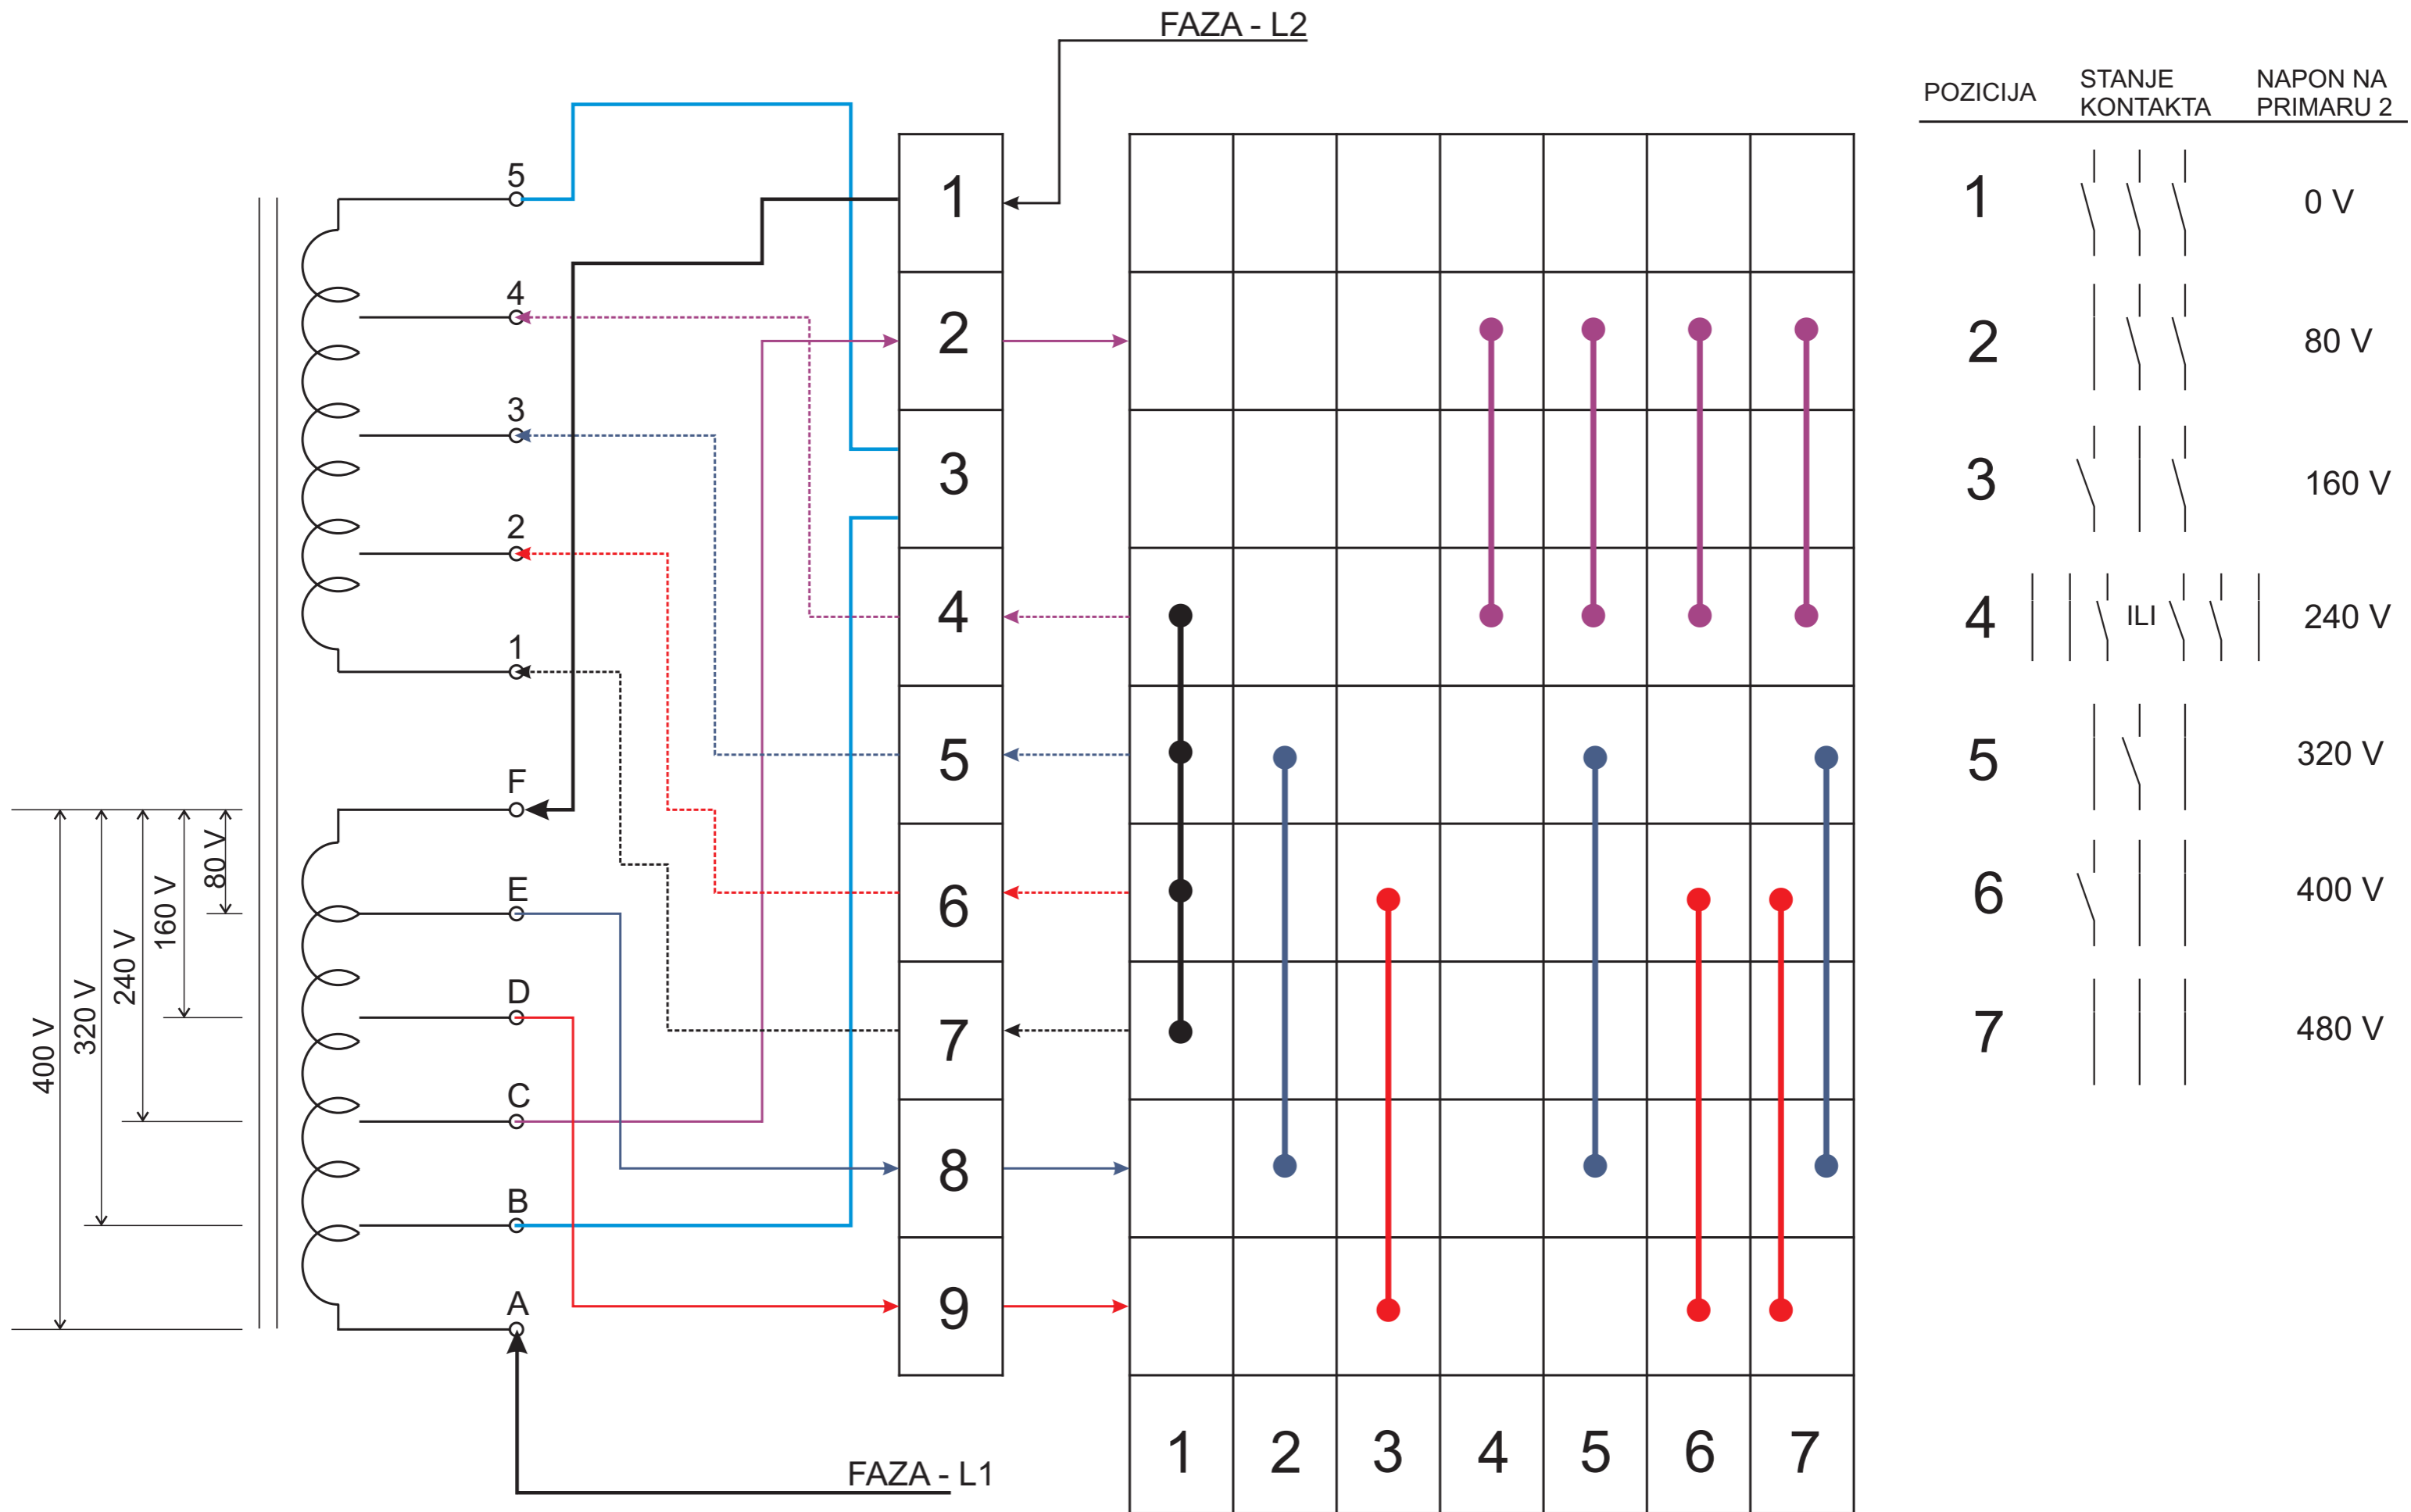 FAZA - L2
POZICIJA
STANJE
KONTAKTA
NAPON NA
PRIMARU 2
5
4
3
2
1
F
E
D
C
B
A
80 V
160 V
240 V
320 V
400 V
FAZA - L1
1
2
3
4
5
6
7
8
9
1 2 3 4 5 6 7
1 0 V
2 80 V
3 160 V
4 ILI 240 V
5 320 V
6 400 V
7 480 V